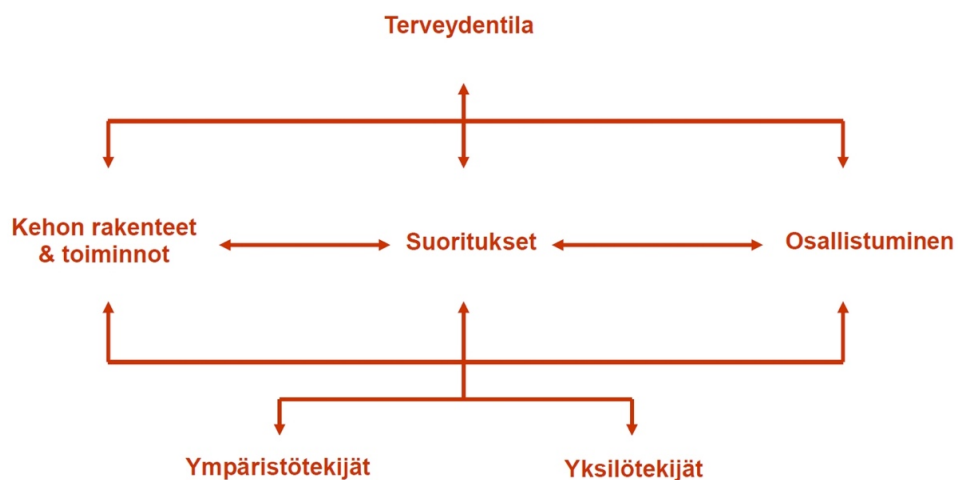 Terveydentila
Kehon rakenteet
& toiminnot
Suoritukset
Osallistuminen
Ympäristötekijät
Yksilötekijät